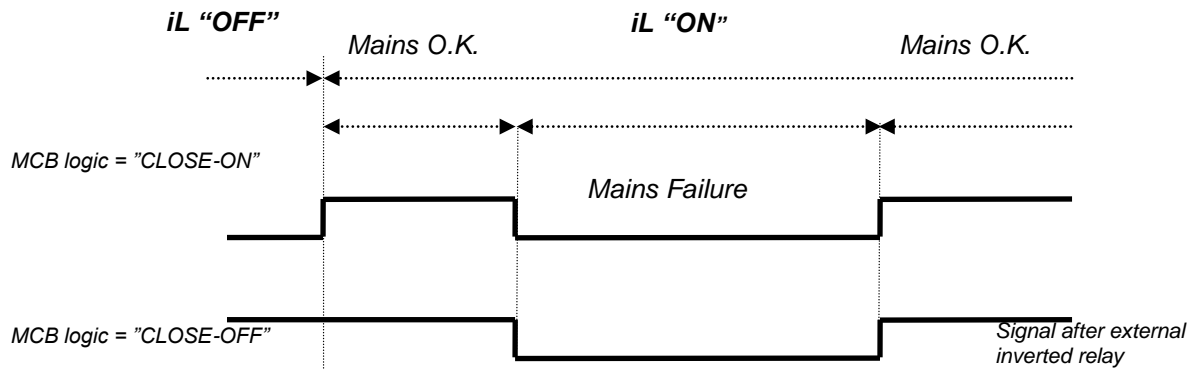 iL “OFF”
iL “ON”
Mains O.K.
Mains O.K.
MCB logic = ”CLOSE-ON”
Mains Failure
MCB logic = ”CLOSE-OFF”
Signal after external
inverted relay